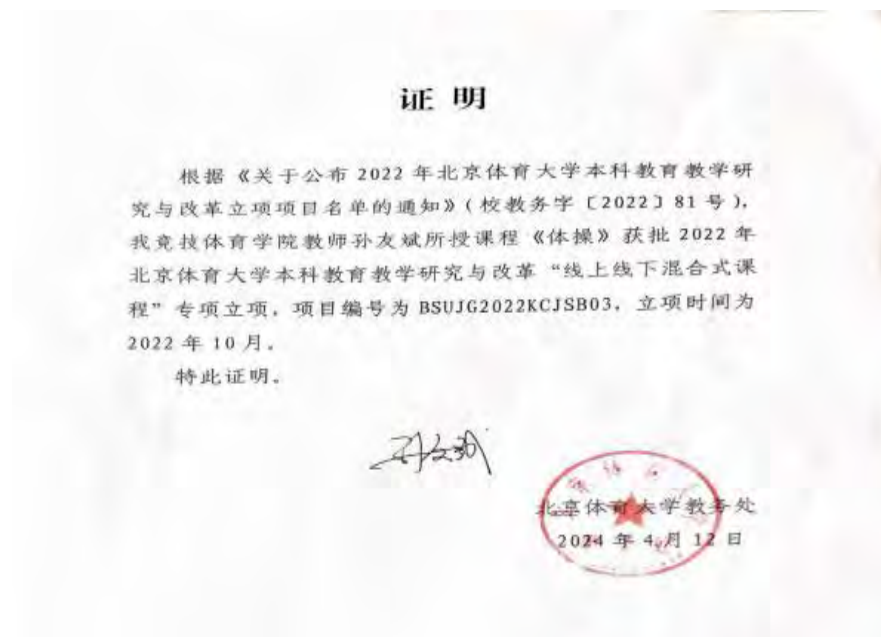 证 明
根据《关于公布 2022 年北京体育大学本科教育教学研
究与改革立项项目名单的通知》(校教务字〔2022〕81 号),
我竞技体育学院教师孙友斌所授课程《体操》获批 2022 年
北京体育大学本科教育教学研究与改革“线上线下混合式课
程”专项立项,项目编号为 BSUJG2022KCJSB03,立项时间为
2022 年 10 月。
特此证明。
孙友斌
北京体育大学教务处
2024 年 4 月 12 日